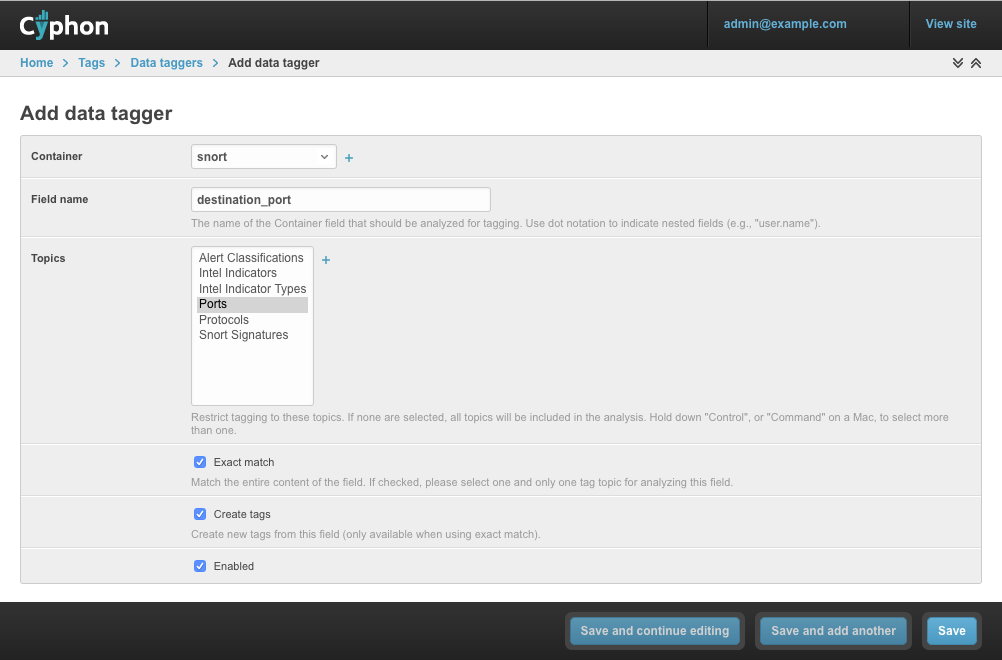 Cyphon
admin@example.com
View site
Home > Tags > Data taggers > Add data tagger
Add data tagger
Container
snort
+
Field name
destination_port
The name of the Container field that should be analyzed for tagging. Use dot notation to indicate nested fields (e.g., "user.name").
Topics
Alert Classifications
+
Intel Indicators
Intel Indicator Types
Ports
Protocols
Snort Signatures
Restrict tagging to these topics. If none are selected, all topics will be included in the analysis. Hold down "Control", or "Command" on a Mac, to select more
than one.
Exact match
Match the entire content of the field. If checked, please select one and only one tag topic for analyzing this field.
Create tags
Create new tags from this field (only available when using exact match).
Enabled
Save and continue editing
Save and add another
Save